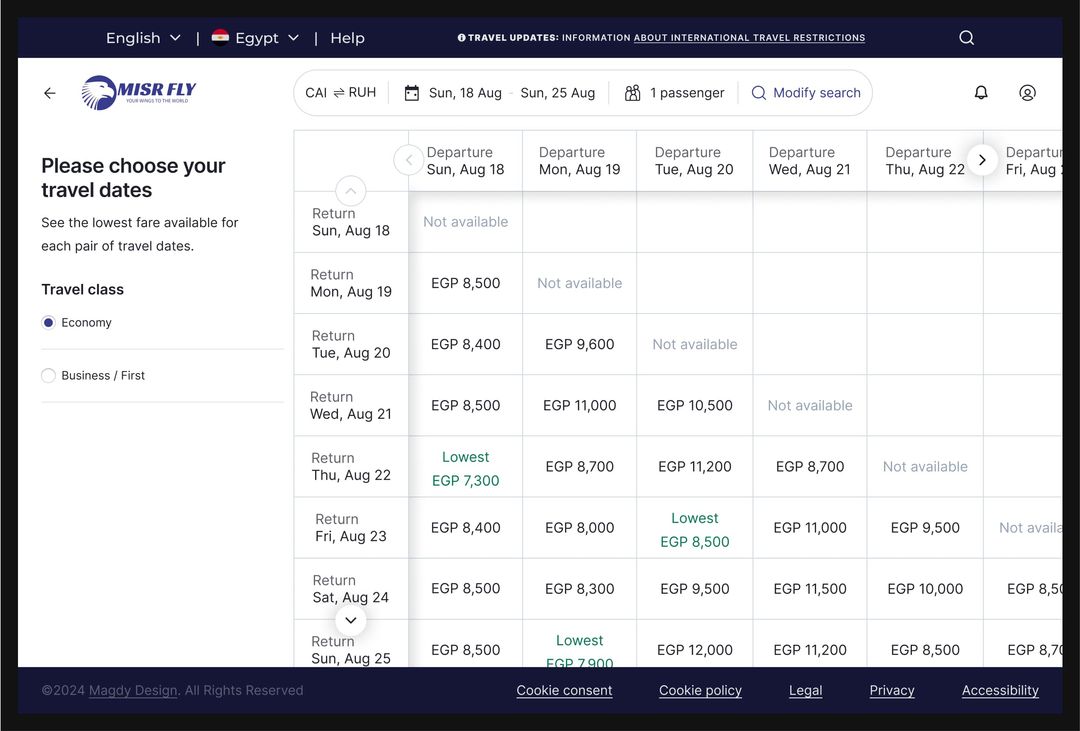 English | Egypt | Help
TRAVEL UPDATES: INFORMATION ABOUT INTERNATIONAL TRAVEL RESTRICTIONS
MISR FLY
YOUR WINGS TO THE WORLD
CAI ⇌ RUH
Sun, 18 Aug - Sun, 25 Aug
1 passenger
Modify search
Please choose your
travel dates
See the lowest fare available for
each pair of travel dates.
Travel class
Economy
Business / First
Departure
Sun, Aug 18
Departure
Mon, Aug 19
Departure
Tue, Aug 20
Departure
Wed, Aug 21
Departure
Thu, Aug 22
Fri, Aug
Return
Sun, Aug 18
Not available
Return
Mon, Aug 19
EGP 8,500
Not available
Return
Tue, Aug 20
EGP 8,400
EGP 9,600
Not available
Return
Wed, Aug 21
EGP 8,500
EGP 11,000
EGP 10,500
Not available
Return
Thu, Aug 22
Lowest
EGP 7,300
EGP 8,700
EGP 11,200
EGP 8,700
Not available
Return
Fri, Aug 23
EGP 8,400
EGP 8,000
Lowest
EGP 8,500
EGP 11,000
EGP 9,500
Not
Return
Sat, Aug 24
EGP 8,500
EGP 8,300
EGP 9,500
EGP 11,500
EGP 10,000
EGP
Return
Sun, Aug 25
EGP 8,500
Lowest
EGP 7,900
EGP 12,000
EGP 11,200
EGP 8,500
EGP
©2024 Magdy Design. All Rights Reserved
Cookie consent
Cookie policy
Legal
Privacy
Accessibility